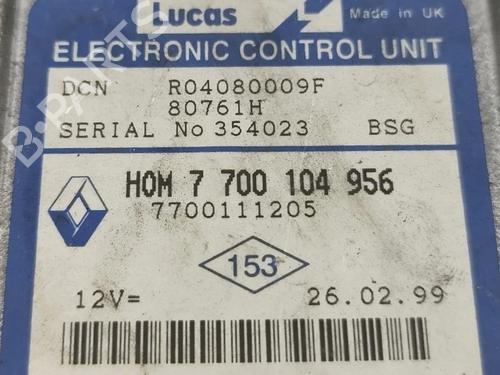 Lucas
Made in UK
ELECTRONIC CONTROL UNIT
DCN R04080009F
80761H
SERIAL No 354023 BSG
HOM 7 700 104 956
7700111205
153
12V= 26.02.99
B-PARTS